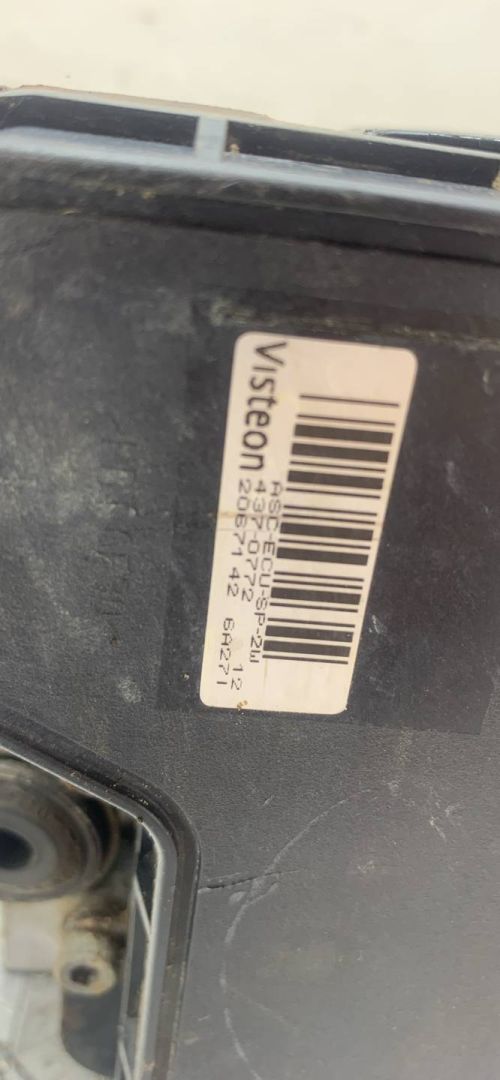 Visteon
ASC-ECU-SP-2W
437-0772 12
2067142 6A271